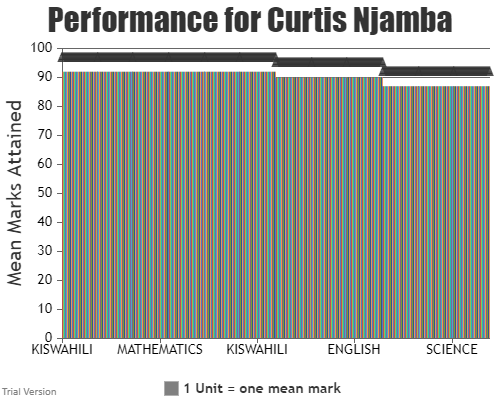 Performance for Curtis Njamba
Mean Marks Attained
100
90
80
70
60
50
40
30
20
10
0
KISWAHILI MATHEMATICS KISWAHILI ENGLISH SCIENCE
1 Unit = one mean mark
Trial Version